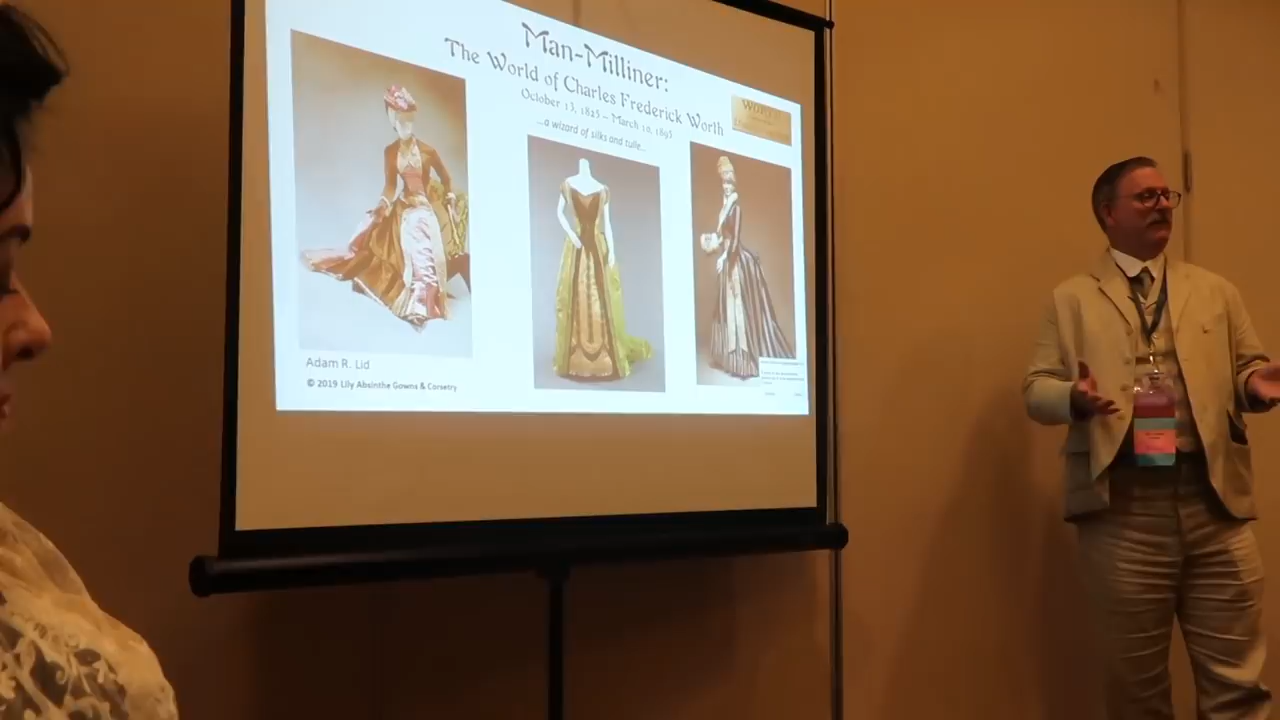 Man-Milliner:
The World of Charles Frederick Worth
October 13, 1825 – March 10, 1895
...a wizard of silks and tulle...
WORTH
Adam R. Lid
© 2019 Lily Absinthe Gowns & Corsetry